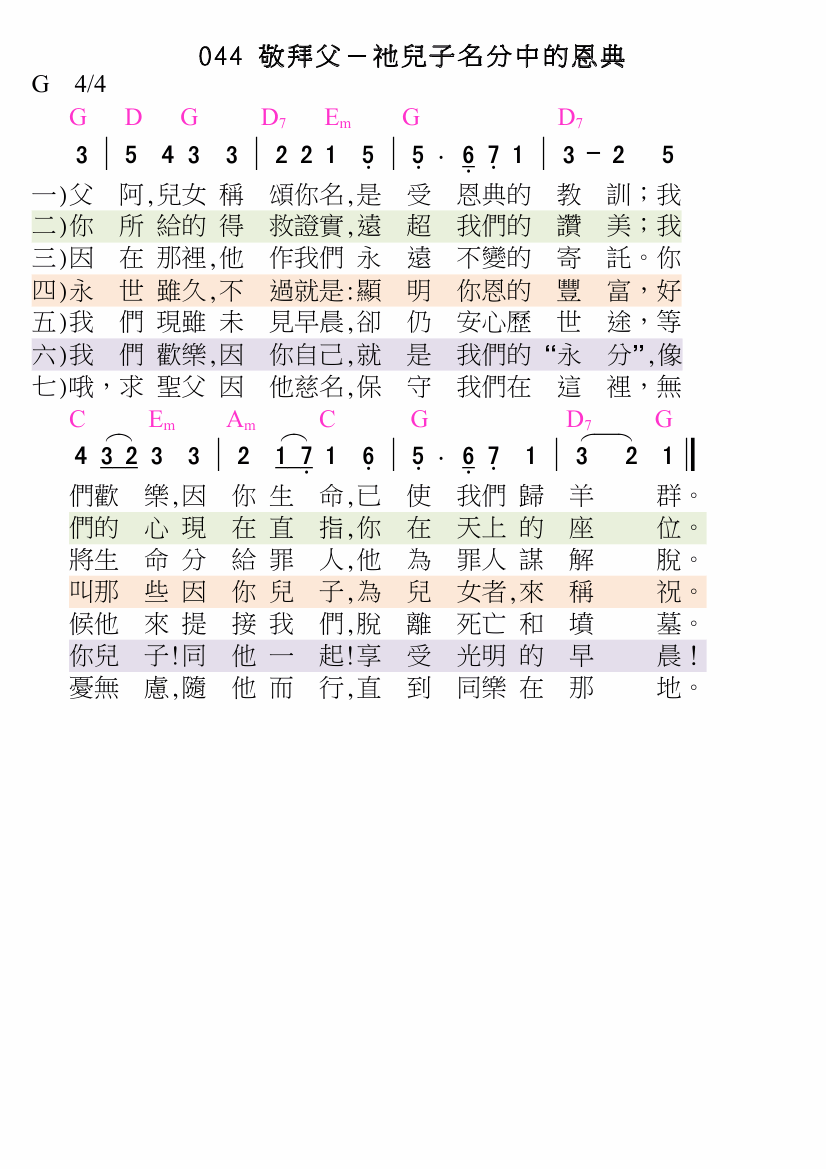 044 敬拜父－祂兒子名分中的恩典
G 4/4
G D G D7 Em G D7
3 | 5 4 3 3 | 2 2 1 5̣ | 5̣ · 6̣ 7̣ 1 | 3 － 2 5
一)父 阿,兒女 稱 頌你名,是 受 恩典的 教 訓；我
二)你 所 給的 得 救證實,遠 超 我們的 讚 美；我
三)因 在 那裡,他 作我們 永 遠 不變的 寄 託。你
四)永 世 雖久,不 過就是:顯 明 你恩的 豐 富，好
五)我 們 現雖 未 見早晨,卻 仍 安心歷 世 途，等
六)我 們 歡樂,因 你自己,就 是 我們的 “永 分”,像
七)哦，求 聖父 因 他慈名,保 守 我們在 這 裡，無
C Em Am C G D7 G
4 3 2 3 3 | 2 1 7̣ 1 6̣ | 5̣ · 6̣ 7̣ 1 | 3 2 1 ‖
們歡 樂,因 你 生 命,已 使 我們 歸 羊 群。
們的 心 現 在 直 指,你 在 天上 的 座 位。
將生 命 分 給 罪 人,他 為 罪人 謀 解 脫。
叫那 些 因 你 兒 子,為 兒 女者,來 稱 祝。
候他 來 提 接 我 們,脫 離 死亡 和 墳 墓。
你兒 子!同 他 一 起!享 受 光明 的 早 晨！
憂無 慮,隨 他 而 行,直 到 同樂 在 那 地。